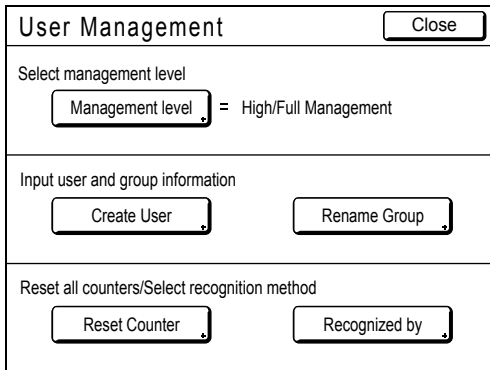 User Management Close
Select management level
Management level = High/Full Management
Input user and group information
Create User Rename Group
Reset all counters/Select recognition method
Reset Counter Recognized by